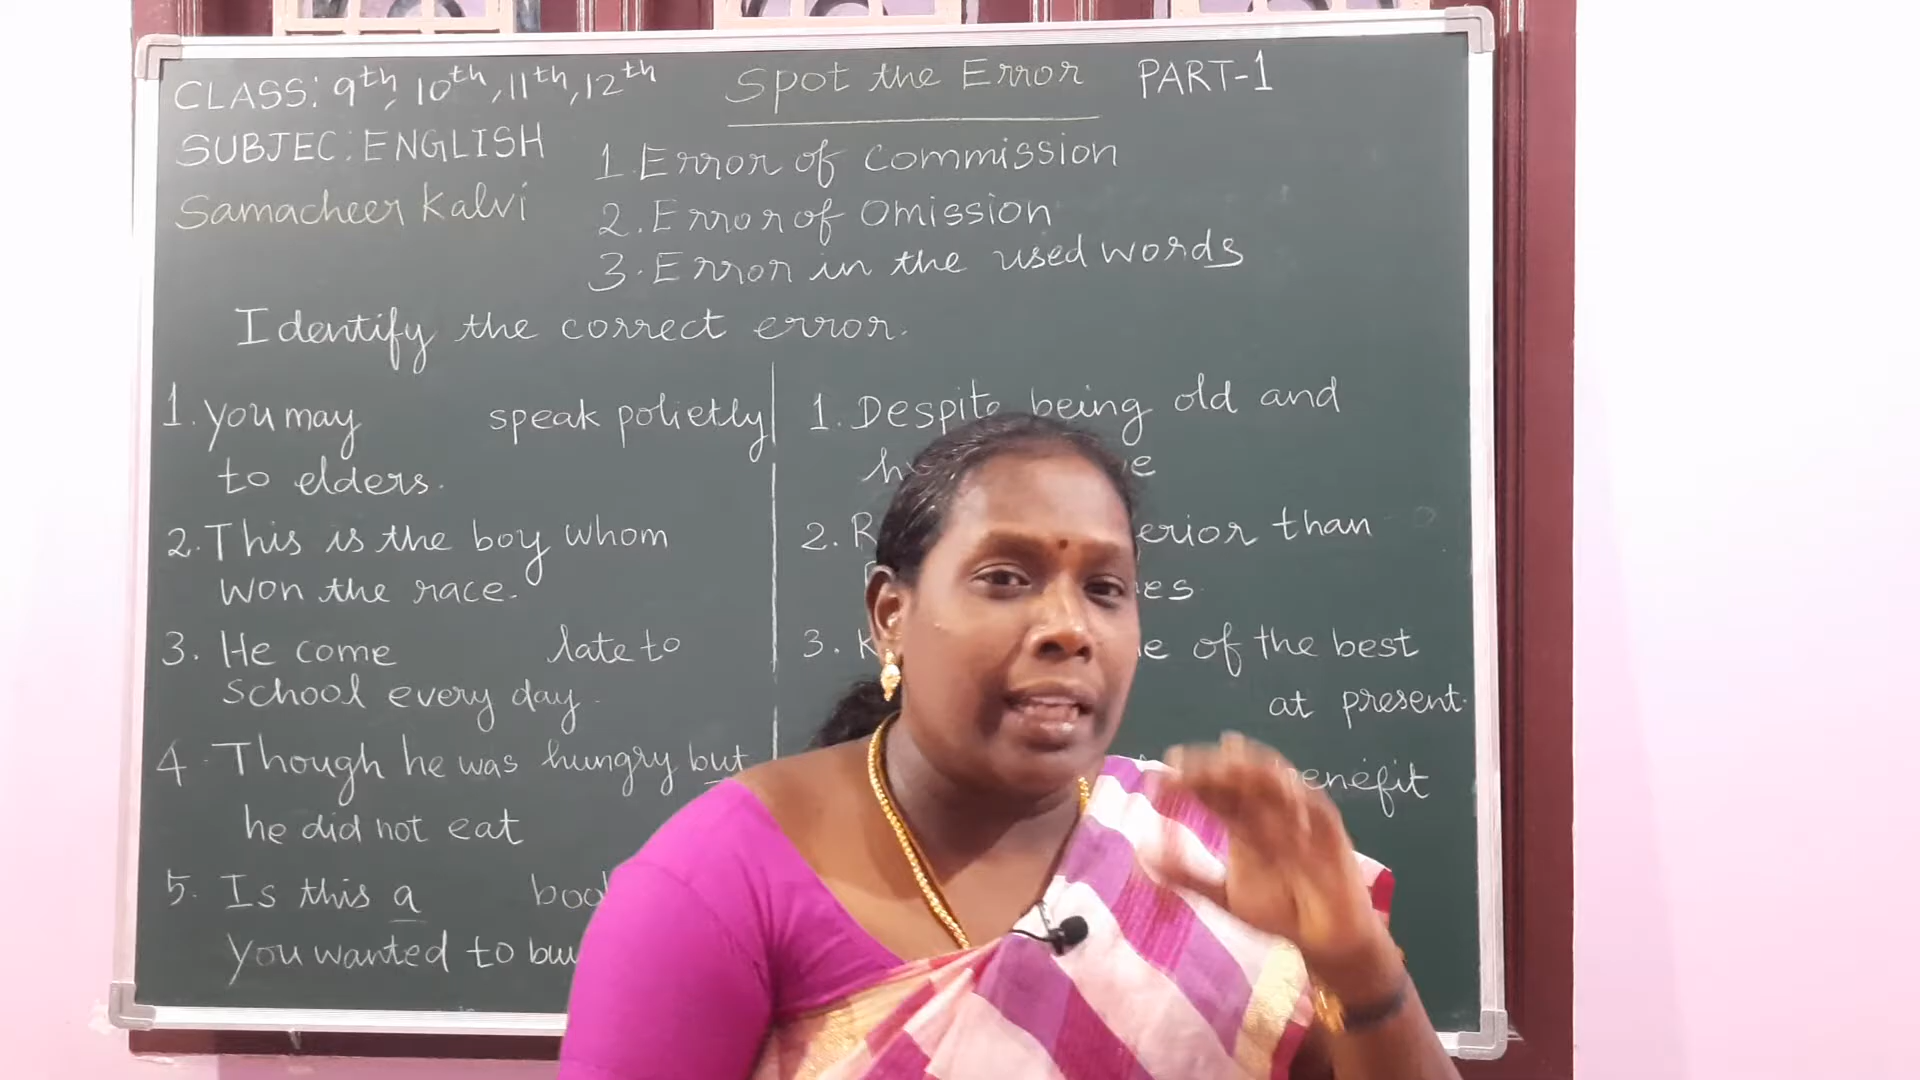 CLASS: 9th, 10th, 11th, 12th
Spot the Error PART-1
SUBJEC: ENGLISH
Samacheer Kalvi
1. Error of Commission
2. Error of Omission
3. Error in the used words
Identify the correct error.
1. you may speak polietly
to elders.
2. This is the boy whom
won the race.
3. He come late to
school every day.
4. Though he was hungry but
he did not eat
5. Is this a
you wanted to
1. Despite being old and
2. than
3. of the best
at present.
benefit